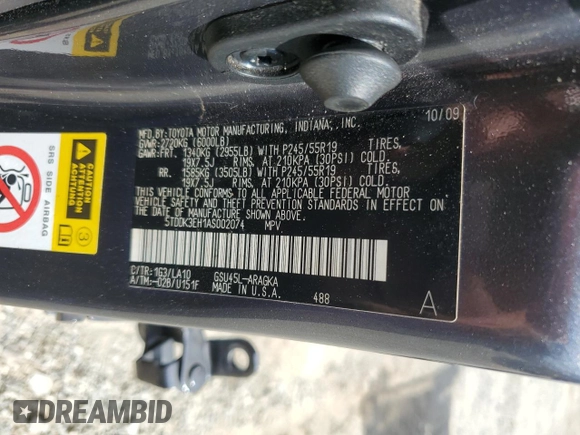 10/09
MFD.BY:TOYOTA MOTOR MANUFACTURING, INDIANA, INC.
GVWR:2720KG (6000LB)
GAWR:FRT. 1340KG (2955LB) WITH P245/55R19 TIRES,
19X7.5J RIMS, AT 210KPA (30PSI) COLD.
RR. 1585KG (3505LB) WITH P245/55R19 TIRES,
19X7.5J RIMS, AT 210KPA (30PSI) COLD.
THIS VEHICLE CONFORMS TO ALL APPLICABLE FEDERAL MOTOR
VEHICLE SAFETY AND THEFT PREVENTION STANDARDS IN EFFECT ON
THE DATE OF MANUFACTURE SHOWN ABOVE.
5TDDK3EH1AS002074 MPV
C/TR:1G3/LA10 GSU45L-ARAGKA
A/TM:-02B/U151F MADE IN U.S.A. 488
A
CAUTION
SIDE SRS AIRBAG
3
DREAMBID